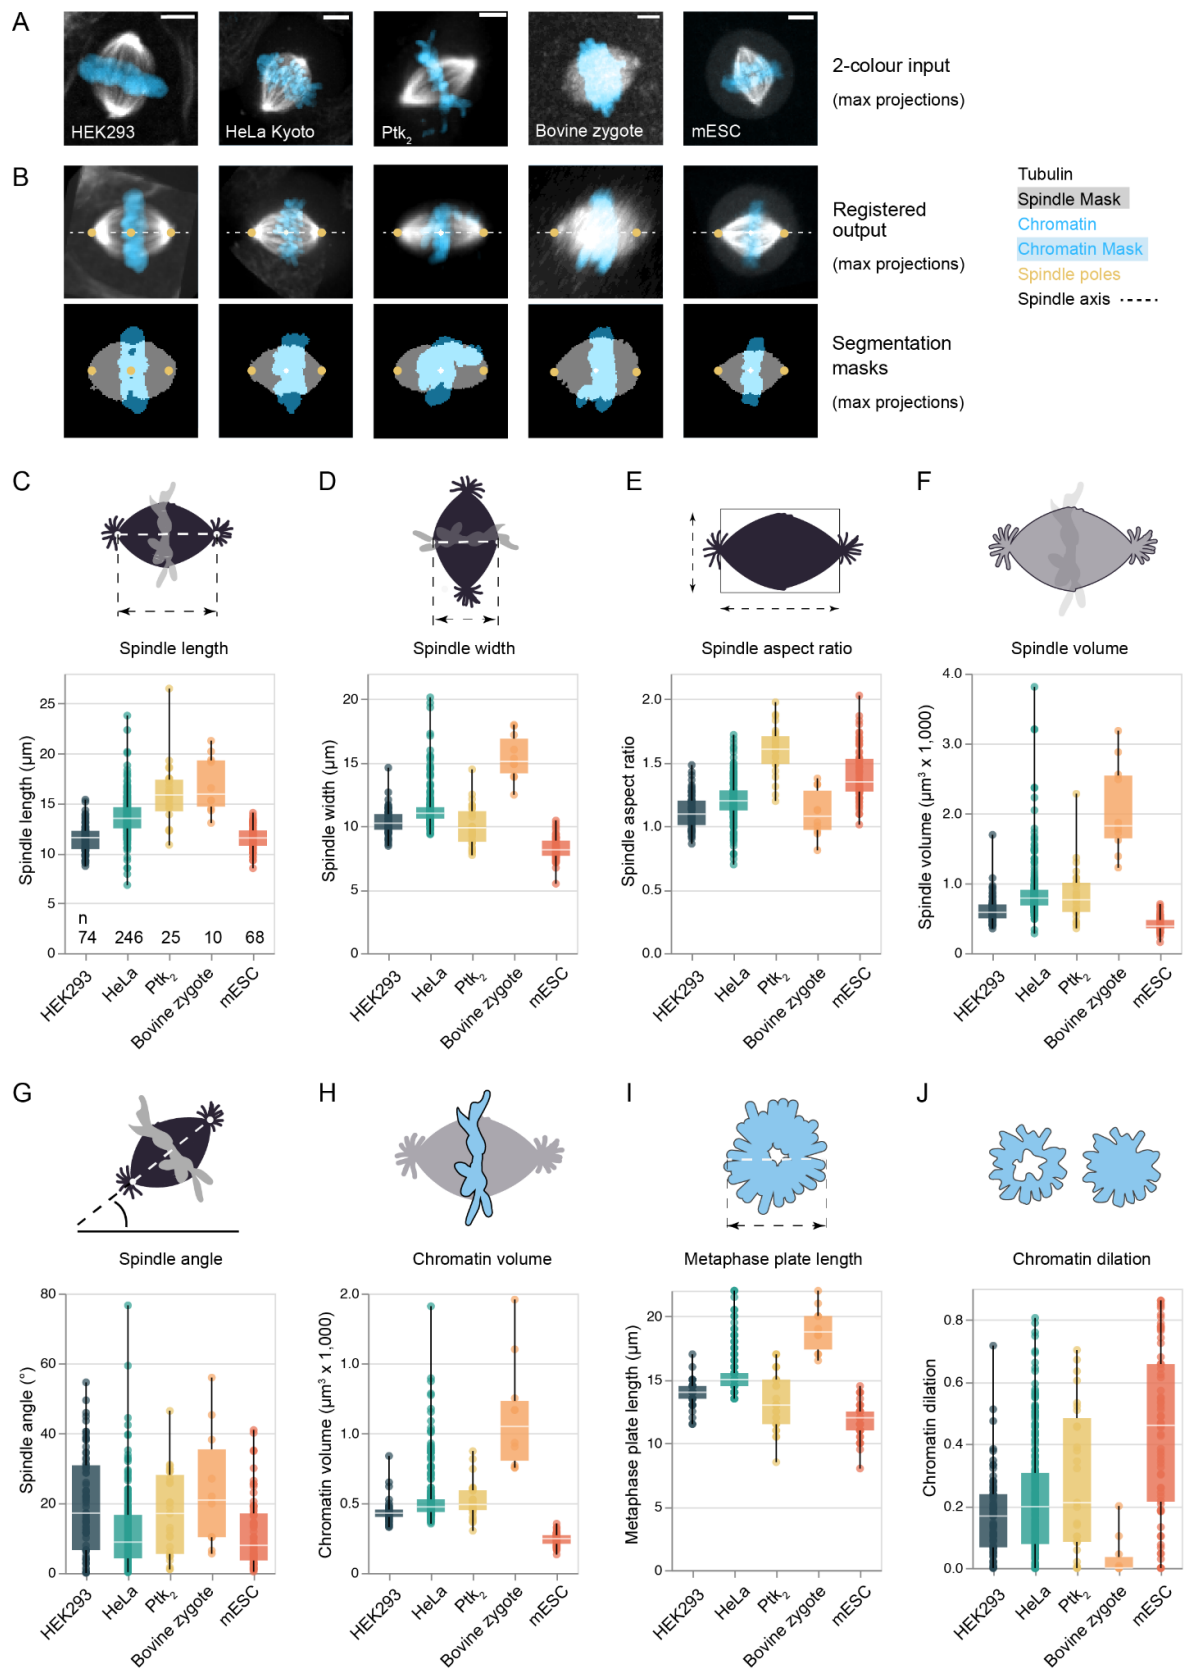 A
HEK293
HeLa Kyoto
Ptk2
Bovine zygote
mESC
2-colour input
(max projections)
B
Registered
output
(max projections)
Tubulin
Spindle Mask
Chromatin
Chromatin Mask
Spindle poles
Spindle axis
Segmentation
masks
(max projections)
C
Spindle length
Spindle length (µm)
25
20
15
10
5
0
n
74 246 25 10 68
HEK293 HeLa Ptk2 Bovine zygote mESC
D
Spindle width
Spindle width (µm)
20
15
10
5
0
HEK293 HeLa Ptk2 Bovine zygote mESC
E
Spindle aspect ratio
Spindle aspect ratio
2.0
1.5
1.0
0.5
0.0
HEK293 HeLa Ptk2 Bovine zygote mESC
F
Spindle volume
Spindle volume (µm³ x 1,000)
4.0
3.0
2.0
1.0
0
HEK293 HeLa Ptk2 Bovine zygote mESC
G
Spindle angle
Spindle angle (°)
80
60
40
20
0
HEK293 HeLa Ptk2 Bovine zygote mESC
H
Chromatin volume
Chromatin volume (µm³ x 1,000)
2.0
1.0
1.0
0.5
0
HEK293 HeLa Ptk2 Bovine zygote mESC
I
Metaphase plate length
Metaphase plate length (µm)
20
15
10
5
0
HEK293 HeLa Ptk2 Bovine zygote mESC
J
Chromatin dilation
Chromatin dilation
0.8
0.6
0.4
0.2
0.0
HEK293 HeLa Ptk2 Bovine zygote mESC